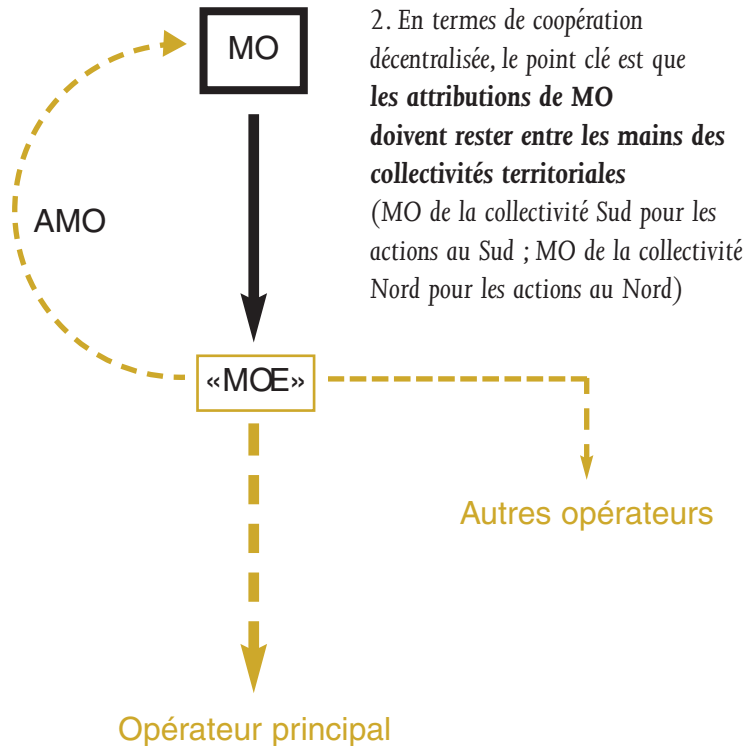 MO
2. En termes de coopération
décentralisée, le point clé est que
les attributions de MO
doivent rester entre les mains des
collectivités territoriales
(MO de la collectivité Sud pour les
actions au Sud ; MO de la collectivité
Nord pour les actions au Nord)
AMO
«MOE»
Autres opérateurs
Opérateur principal